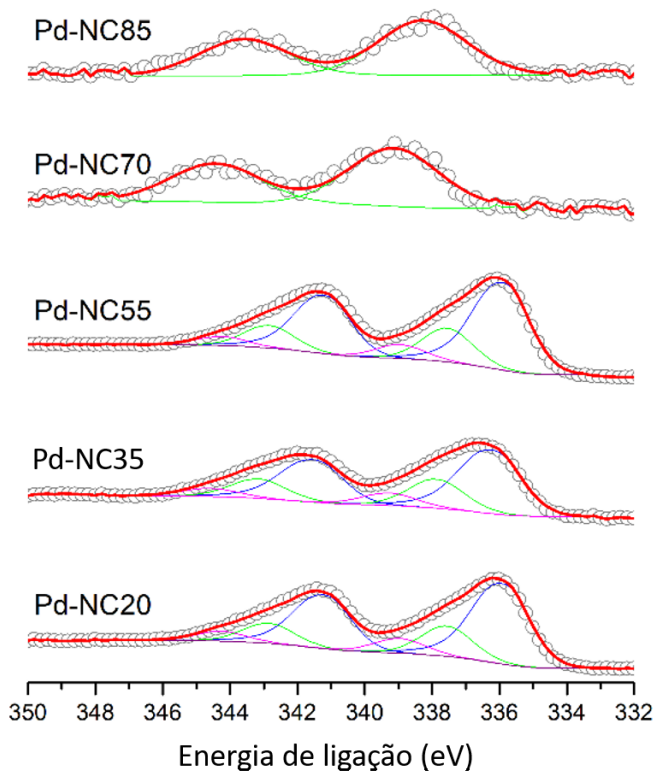 Pd-NC85
Pd-NC70
Pd-NC55
Pd-NC35
Pd-NC20
350 348 346 344 342 340 338 336 334 332
Energia de ligação (eV)